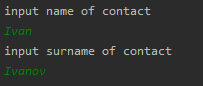 input name of contact
Ivan
input surname of contact
Ivanov